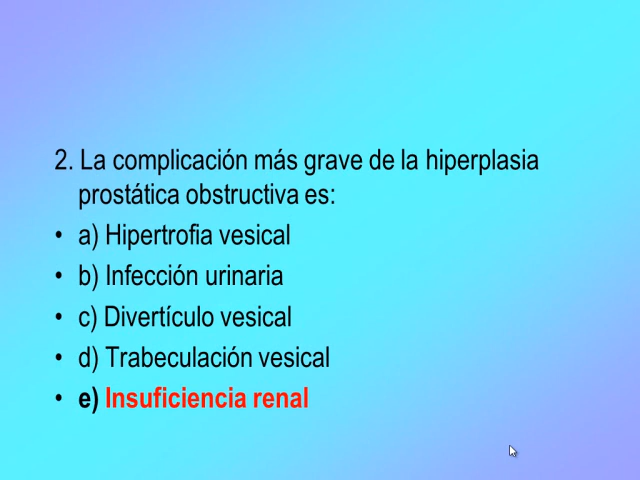 2. La complicación más grave de la hiperplasia
prostática obstructiva es:
• a) Hipertrofia vesical
• b) Infección urinaria
• c) Divertículo vesical
• d) Trabeculación vesical
• e) Insuficiencia renal